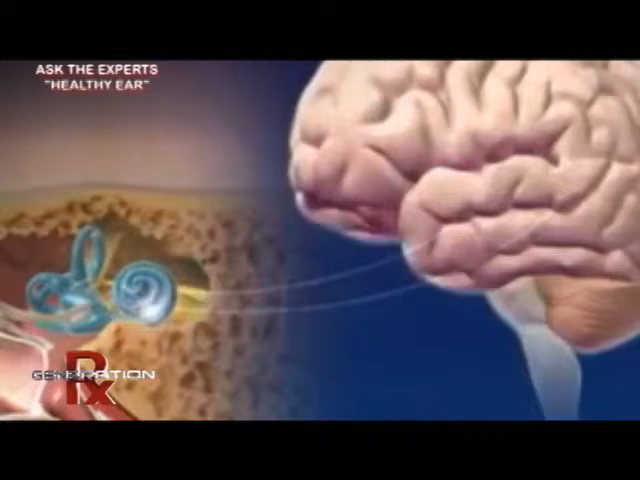 ASK THE EXPERTS
"HEALTHY EAR"
GENERATION
Rx